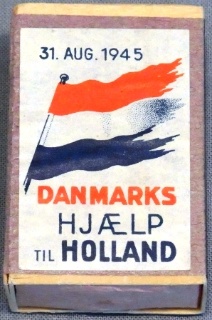 31. AUG. 1945
DANMARKS
HJÆLP
TIL HOLLAND